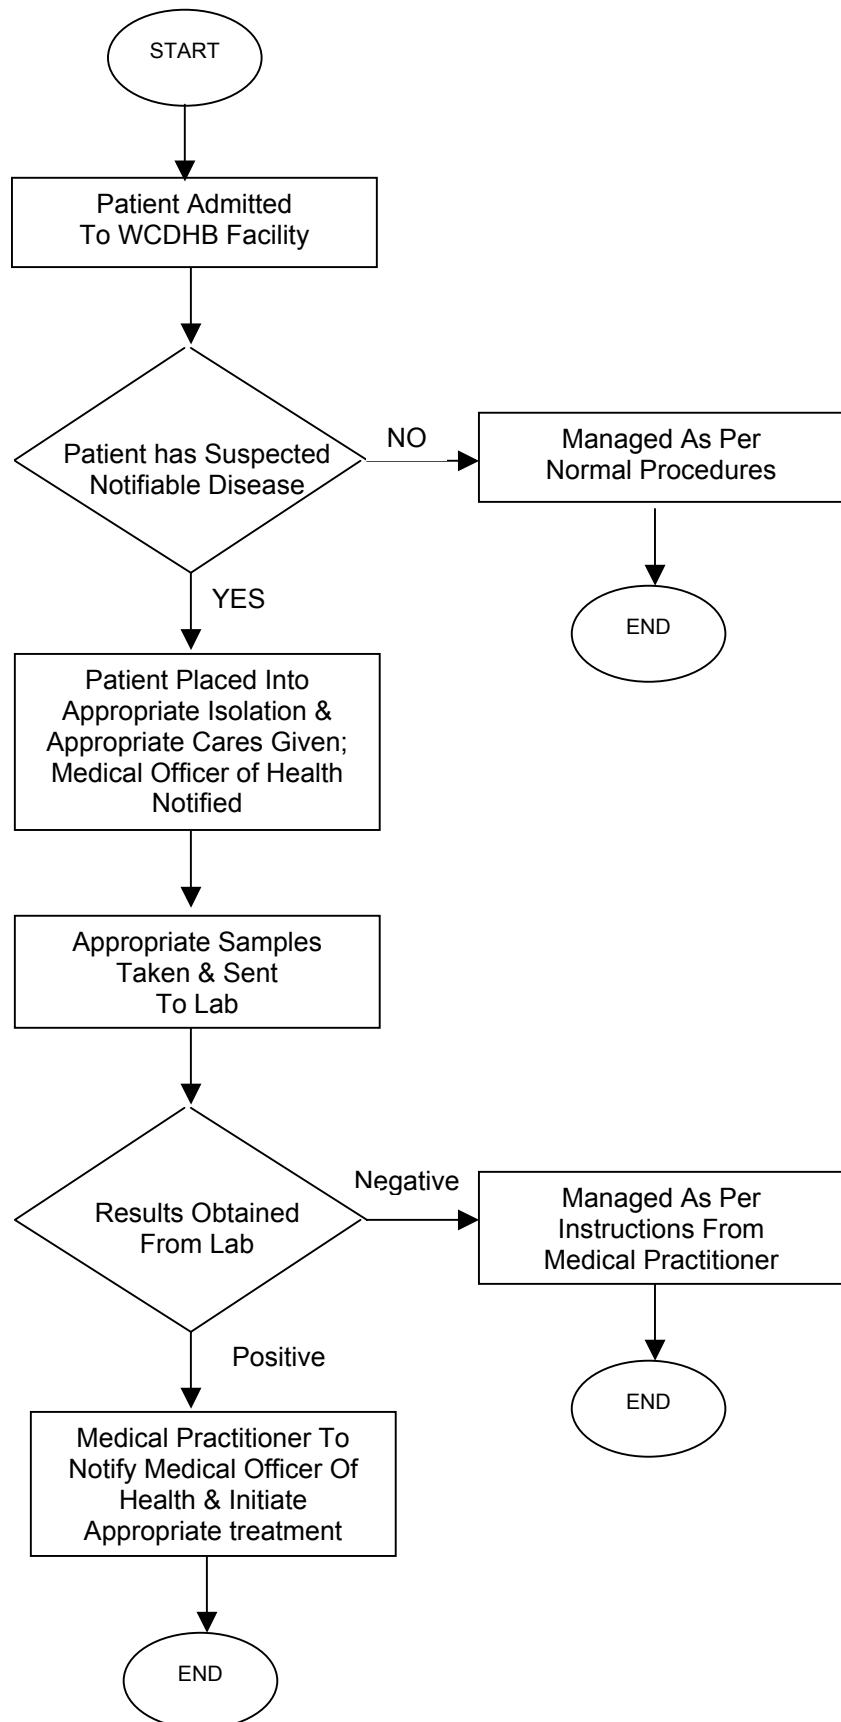 START
Patient Admitted
To WCDHB Facility
Patient has Suspected
Notifiable Disease
NO
Managed As Per
Normal Procedures
END
YES
Patient Placed Into
Appropriate Isolation &
Appropriate Cares Given;
Medical Officer of Health
Notified
Appropriate Samples
Taken & Sent
To Lab
Results Obtained
From Lab
Negative
Managed As Per
Instructions From
Medical Practitioner
END
Positive
Medical Practitioner To
Notify Medical Officer Of
Health & Initiate
Appropriate treatment
END